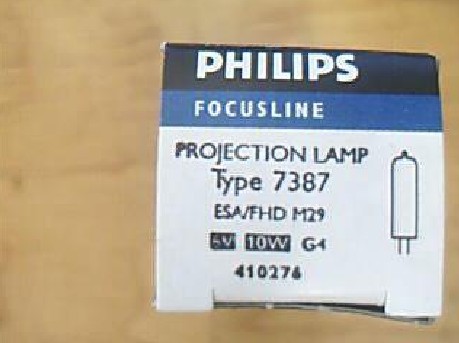 PHILIPS
FOCUSLINE
PROJECTION LAMP
Type 7387
ESA/FHD M29
6V 10W G4
410276